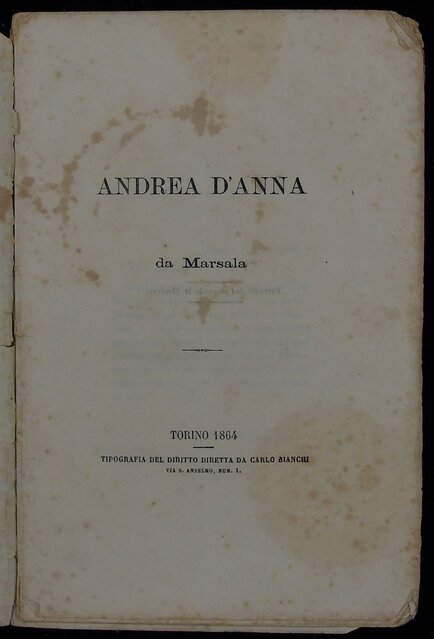 ANDREA D'ANNA
da Marsala
TORINO 1864
TIPOGRAFIA DEL DIRITTO DIRETTA DA CARLO BIANCHI
VIA S. ANSELMO, NUM. 1.